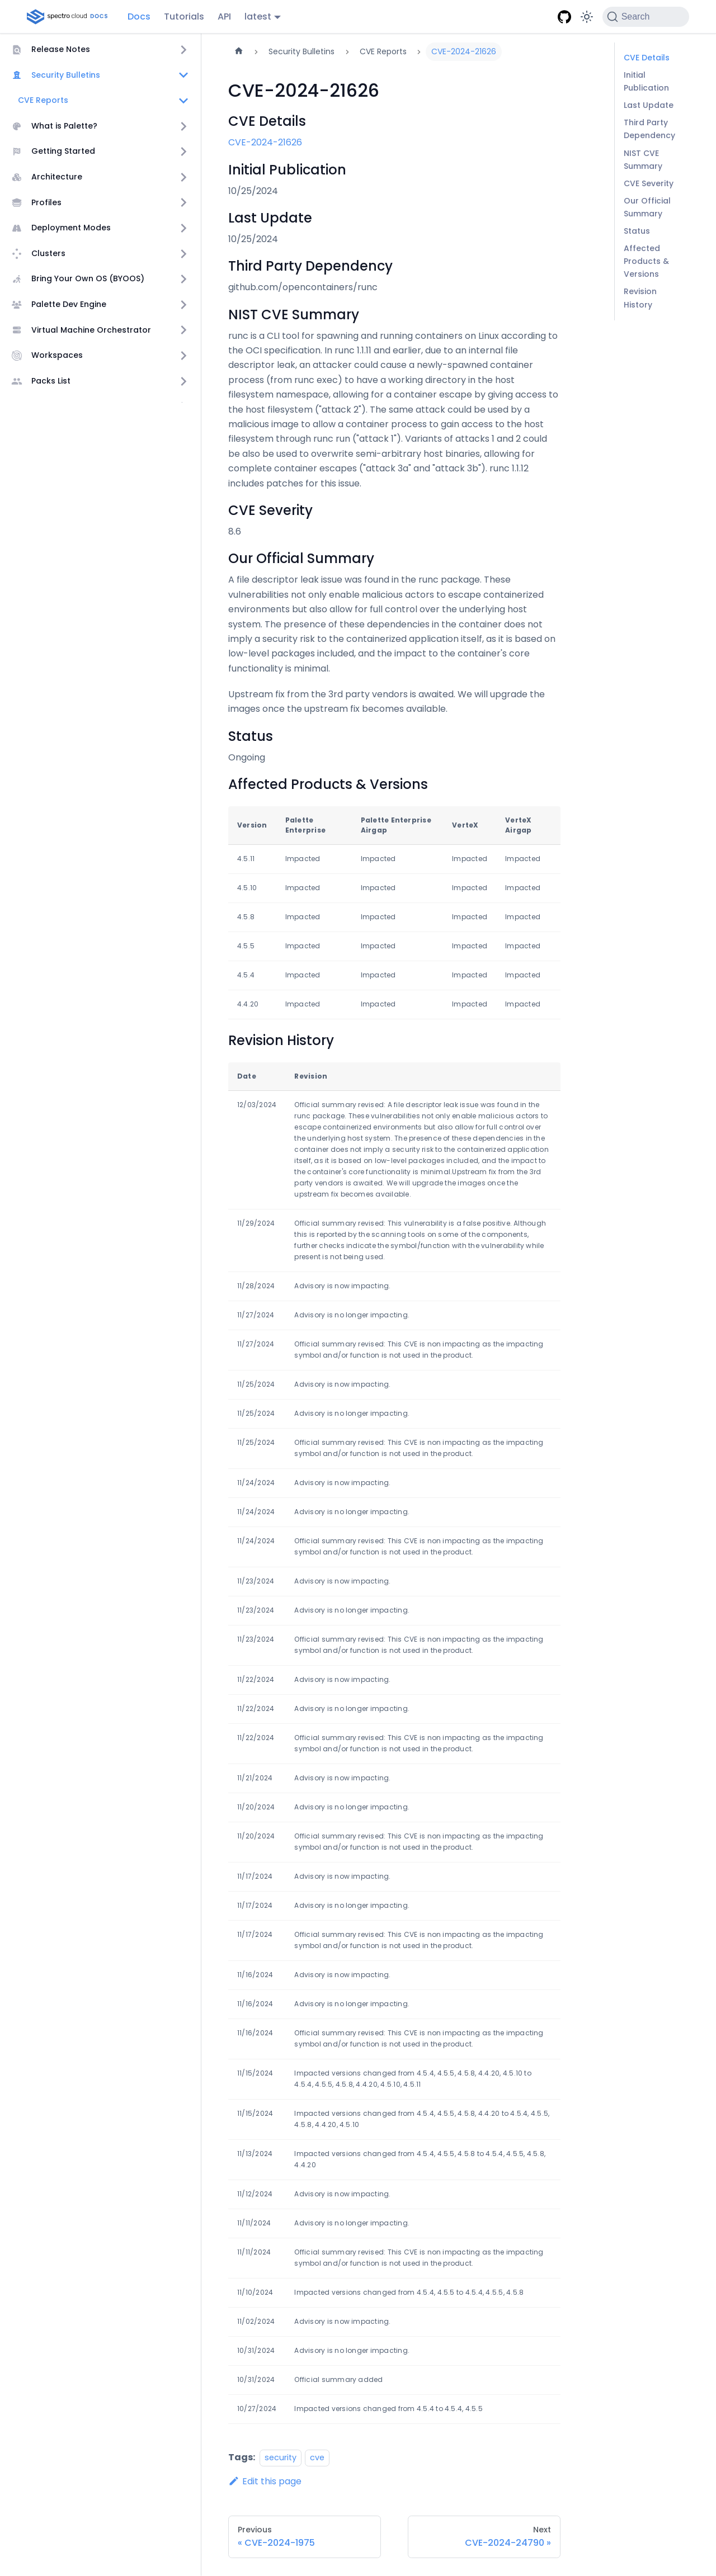 spectro cloud DOCS
Docs
Tutorials
API
latest
Search
Release Notes
Security Bulletins
CVE Reports
What is Palette?
Getting Started
Architecture
Profiles
Deployment Modes
Clusters
Bring Your Own OS (BYOOS)
Palette Dev Engine
Virtual Machine Orchestrator
Workspaces
Packs List
Security Bulletins > CVE Reports > CVE-2024-21626
CVE-2024-21626
CVE Details
CVE-2024-21626
Initial Publication
10/25/2024
Last Update
10/25/2024
Third Party Dependency
github.com/opencontainers/runc
NIST CVE Summary
runc is a CLI tool for spawning and running containers on Linux according to
the OCI specification. In runc 1.1.11 and earlier, due to an internal file
descriptor leak, an attacker could cause a newly-spawned container
process (from runc exec) to have a working directory in the host
filesystem namespace, allowing for a container escape by giving access to
the host filesystem ("attack 2"). The same attack could be used by a
malicious image to allow a container process to gain access to the host
filesystem through runc run ("attack 1"). Variants of attacks 1 and 2 could
be also be used to overwrite semi-arbitrary host binaries, allowing for
complete container escapes ("attack 3a" and "attack 3b"). runc 1.1.12
includes patches for this issue.
CVE Severity
8.6
Our Official Summary
A file descriptor leak issue was found in the runc package. These
vulnerabilities not only enable malicious actors to escape containerized
environments but also allow for full control over the underlying host
system. The presence of these dependencies in the container does not
imply a security risk to the containerized application itself, as it is based on
low-level packages included, and the impact to the container's core
functionality is minimal.
Upstream fix from the 3rd party vendors is awaited. We will upgrade the
images once the upstream fix becomes available.
Status
Ongoing
Affected Products & Versions
Version | Palette Enterprise | Palette Enterprise Airgap | VerteX | VerteX Airgap
4.5.11 Impacted Impacted Impacted Impacted
4.5.10 Impacted Impacted Impacted Impacted
4.5.8 Impacted Impacted Impacted Impacted
4.5.5 Impacted Impacted Impacted Impacted
4.5.4 Impacted Impacted Impacted Impacted
4.4.20 Impacted Impacted Impacted Impacted
Revision History
Date Revision
12/03/2024 Official summary revised: A file descriptor leak issue was found in the
runc package. These vulnerabilities not only enable malicious actors to
escape containerized environments but also allow for full control over
the underlying host system. The presence of these dependencies in the
container does not imply a security risk to the containerized application
itself, as it is based on low-level packages included, and the impact to
the container's core functionality is minimal.Upstream fix from the 3rd
party vendors is awaited. We will upgrade the images once the
upstream fix becomes available.
11/29/2024 Official summary revised: This vulnerability is a false positive. Although
this is reported by the scanning tools on some of the components,
further checks indicate the symbol/function with the vulnerability while
present is not being used.
11/28/2024 Advisory is now impacting.
11/27/2024 Advisory is no longer impacting.
11/27/2024 Official summary revised: This CVE is non impacting as the impacting
symbol and/or function is not used in the product.
11/25/2024 Advisory is now impacting.
11/25/2024 Advisory is no longer impacting.
11/25/2024 Official summary revised: This CVE is non impacting as the impacting
symbol and/or function is not used in the product.
11/24/2024 Advisory is now impacting.
11/24/2024 Advisory is no longer impacting.
11/24/2024 Official summary revised: This CVE is non impacting as the impacting
symbol and/or function is not used in the product.
11/23/2024 Advisory is now impacting.
11/23/2024 Advisory is no longer impacting.
11/23/2024 Official summary revised: This CVE is non impacting as the impacting
symbol and/or function is not used in the product.
11/22/2024 Advisory is now impacting.
11/22/2024 Advisory is no longer impacting.
11/22/2024 Official summary revised: This CVE is non impacting as the impacting
symbol and/or function is not used in the product.
11/21/2024 Advisory is now impacting.
11/20/2024 Advisory is no longer impacting.
11/20/2024 Official summary revised: This CVE is non impacting as the impacting
symbol and/or function is not used in the product.
11/17/2024 Advisory is now impacting.
11/17/2024 Advisory is no longer impacting.
11/17/2024 Official summary revised: This CVE is non impacting as the impacting
symbol and/or function is not used in the product.
11/16/2024 Advisory is now impacting.
11/16/2024 Advisory is no longer impacting.
11/16/2024 Official summary revised: This CVE is non impacting as the impacting
symbol and/or function is not used in the product.
11/15/2024 Impacted versions changed from 4.5.4, 4.5.5, 4.5.8, 4.4.20, 4.5.10 to
4.5.4, 4.5.5, 4.5.8, 4.4.20, 4.5.10, 4.5.11
11/15/2024 Impacted versions changed from 4.5.4, 4.5.5, 4.5.8, 4.4.20 to 4.5.4, 4.5.5,
4.5.8, 4.4.20, 4.5.10
11/13/2024 Impacted versions changed from 4.5.4, 4.5.5, 4.5.8 to 4.5.4, 4.5.5, 4.5.8,
4.4.20
11/12/2024 Advisory is now impacting.
11/11/2024 Advisory is no longer impacting.
11/11/2024 Official summary revised: This CVE is non impacting as the impacting
symbol and/or function is not used in the product.
11/10/2024 Impacted versions changed from 4.5.4, 4.5.5 to 4.5.4, 4.5.5, 4.5.8
11/02/2024 Advisory is now impacting.
10/31/2024 Advisory is no longer impacting.
10/31/2024 Official summary added
10/27/2024 Impacted versions changed from 4.5.4 to 4.5.4, 4.5.5
Tags: security cve
Edit this page
Previous
« CVE-2024-1975
Next
CVE-2024-24790 »
CVE Details
Initial
Publication
Last Update
Third Party
Dependency
NIST CVE
Summary
CVE Severity
Our Official
Summary
Status
Affected
Products &
Versions
Revision
History